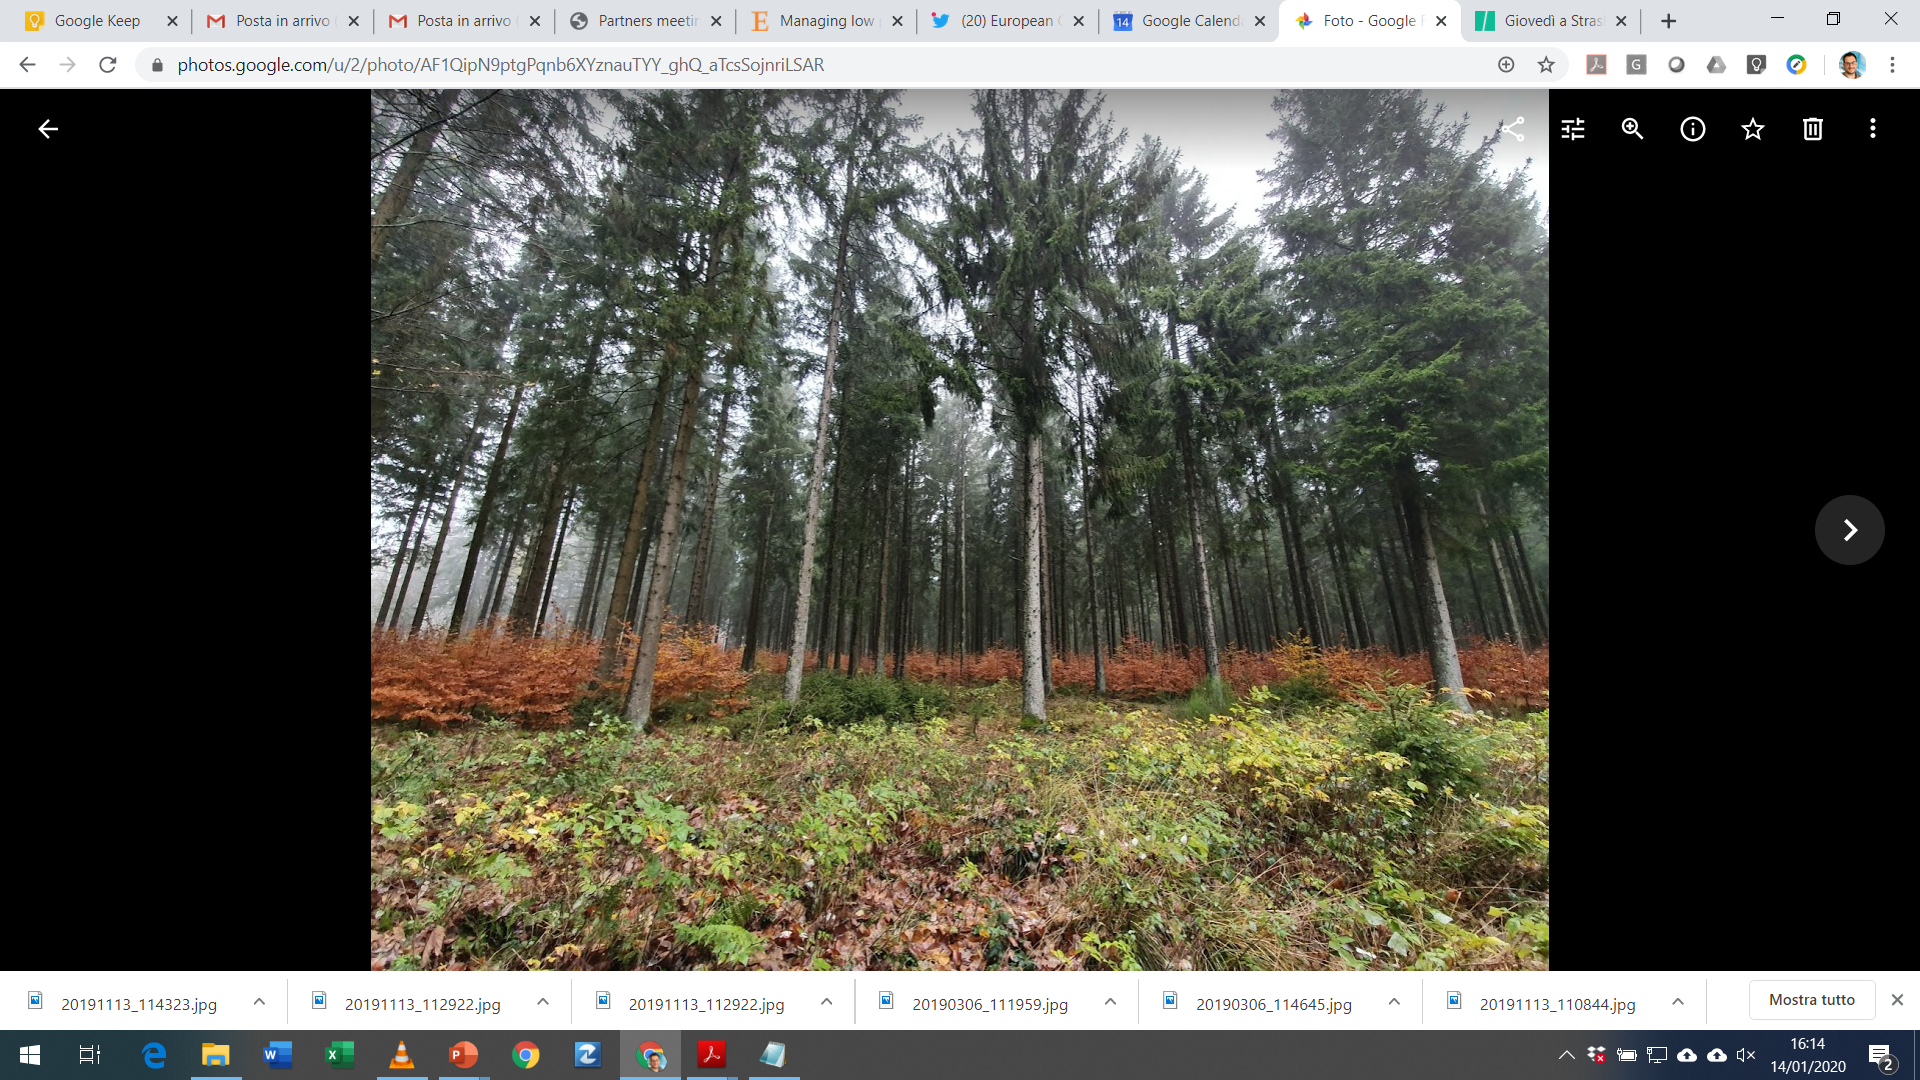 Google Keep
Posta in arrivo
Posta in arrivo
Partners meetin
Managing low
(20) European
Google Calend
Foto - Google
Giovedì a Stras
photos.google.com/u/2/photo/AF1QipN9ptgPqnb6XYznauTYY_ghQ_aTcsSojnriLSAR
20191113_114323.jpg
20191113_112922.jpg
20191113_112922.jpg
20190306_111959.jpg
20190306_114645.jpg
20191113_110844.jpg
Mostra tutto
16:14
14/01/2020
2